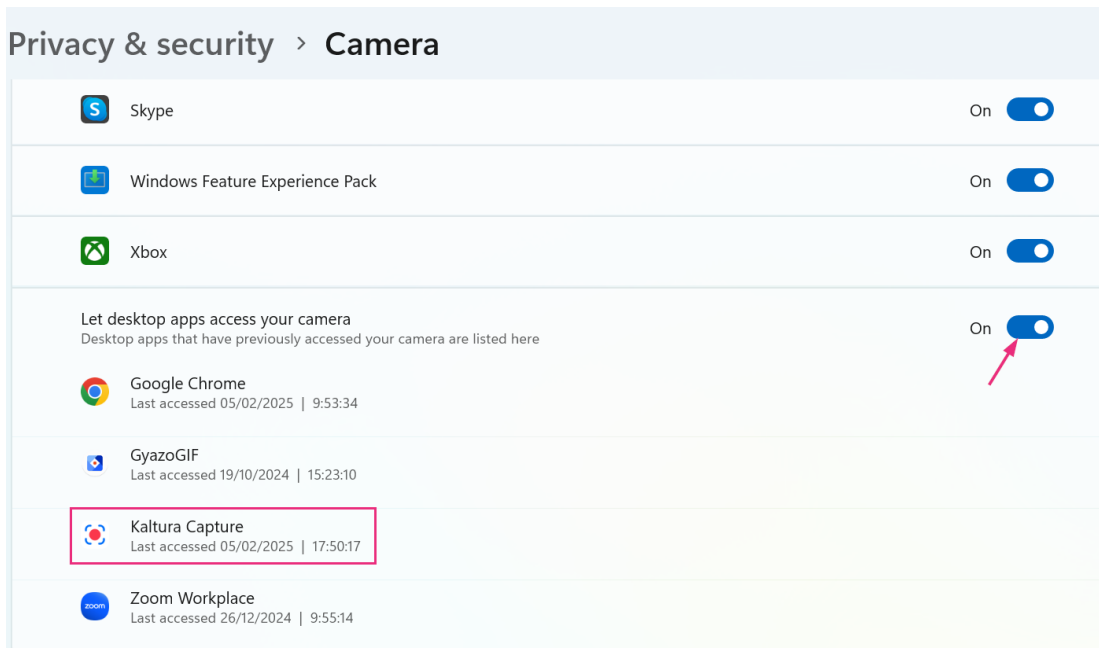 Privacy & security > Camera
S
Skype
On
Windows Feature Experience Pack
On
Xbox
On
Let desktop apps access your camera
Desktop apps that have previously accessed your camera are listed here
On
Google Chrome
Last accessed 05/02/2025 | 9:53:34
GyazoGIF
Last accessed 19/10/2024 | 15:23:10
Kaltura Capture
Last accessed 05/02/2025 | 17:50:17
zoom
Zoom Workplace
Last accessed 26/12/2024 | 9:55:14